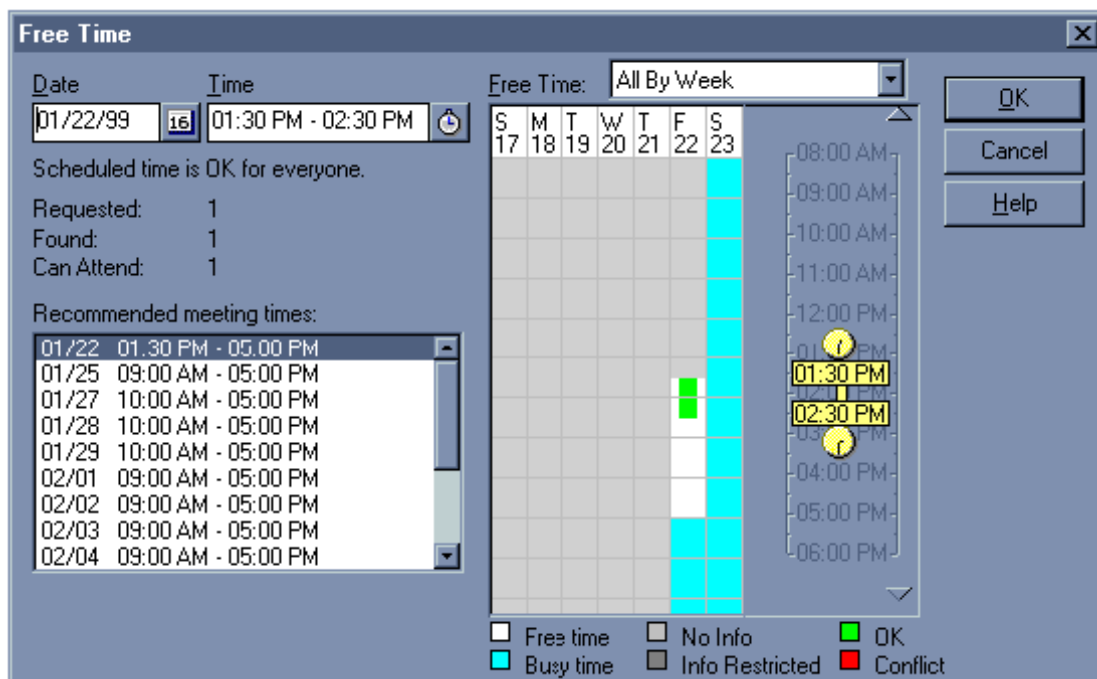 Free Time
Date
Time
01/22/99
16
01:30 PM - 02:30 PM
Scheduled time is OK for everyone.
Requested: 1
Found: 1
Can Attend: 1
Recommended meeting times:
01/22 01.30 PM - 05.00 PM
01/25 09:00 AM - 05:00 PM
01/27 10:00 AM - 05:00 PM
01/28 10:00 AM - 05:00 PM
01/29 10:00 AM - 05:00 PM
02/01 09:00 AM - 05:00 PM
02/02 09:00 AM - 05:00 PM
02/03 09:00 AM - 05:00 PM
02/04 09:00 AM - 05:00 PM
Free Time: All By Week
S M T W T F S
17 18 19 20 21 22 23
08:00 AM
09:00 AM
10:00 AM
11:00 AM
12:00 PM
01:30 PM
02:30 PM
04:00 PM
05:00 PM
06:00 PM
Free time No Info OK
Busy time Info Restricted Conflict
OK
Cancel
Help